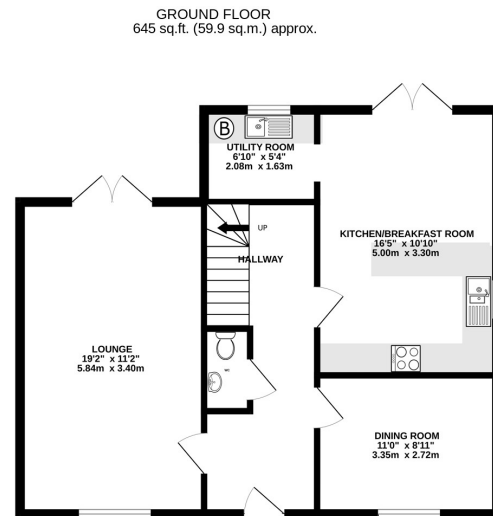 GROUND FLOOR
645 sq.ft. (59.9 sq.m.) approx.
B
UTILITY ROOM
6'10" x 5'4"
2.08m x 1.63m
UP
HALLWAY
KITCHEN/BREAKFAST ROOM
16'5" x 10'10"
5.00m x 3.30m
LOUNGE
19'2" x 11'2"
5.84m x 3.40m
WC
DINING ROOM
11'0" x 8'11"
3.35m x 2.72m